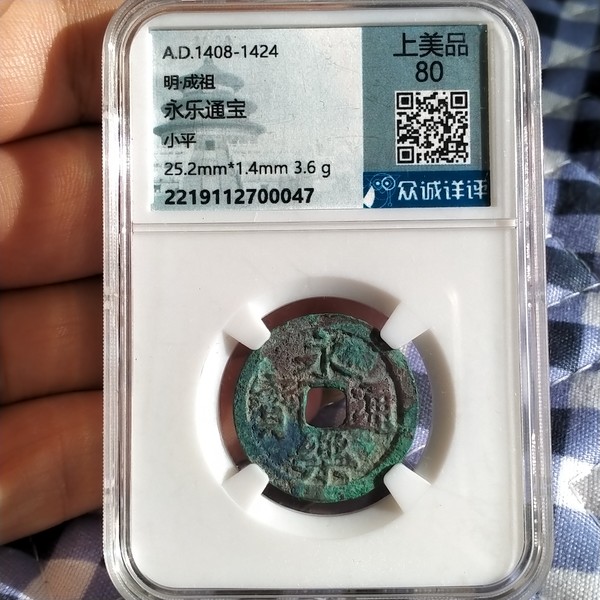 A.D.1408-1424
明·成祖
永乐通宝
小平
25.2mm*1.4mm 3.6 g
2219112700047
上美品
80
众诚详评
永樂通寶